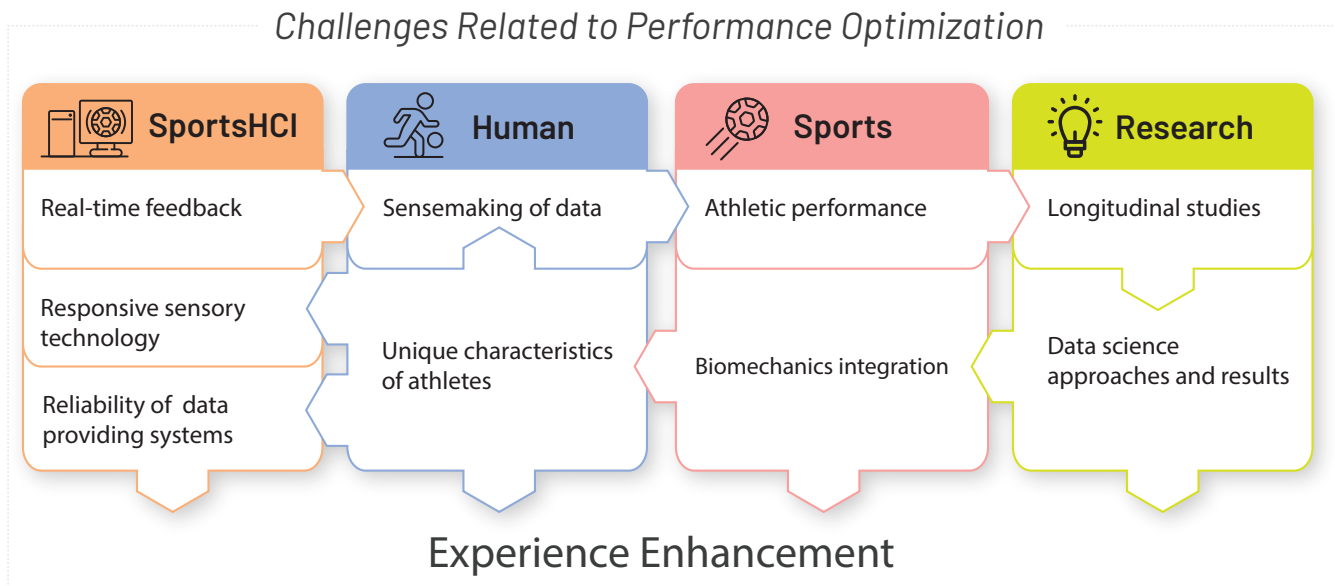 Challenges Related to Performance Optimization
SportsHCI
Human
Sports
Research
Real-time feedback
Sensemaking of data
Athletic performance
Longitudinal studies
Responsive sensory
technology
Unique characteristics
of athletes
Biomechanics integration
Data science
approaches and results
Reliability of data
providing systems
Experience Enhancement